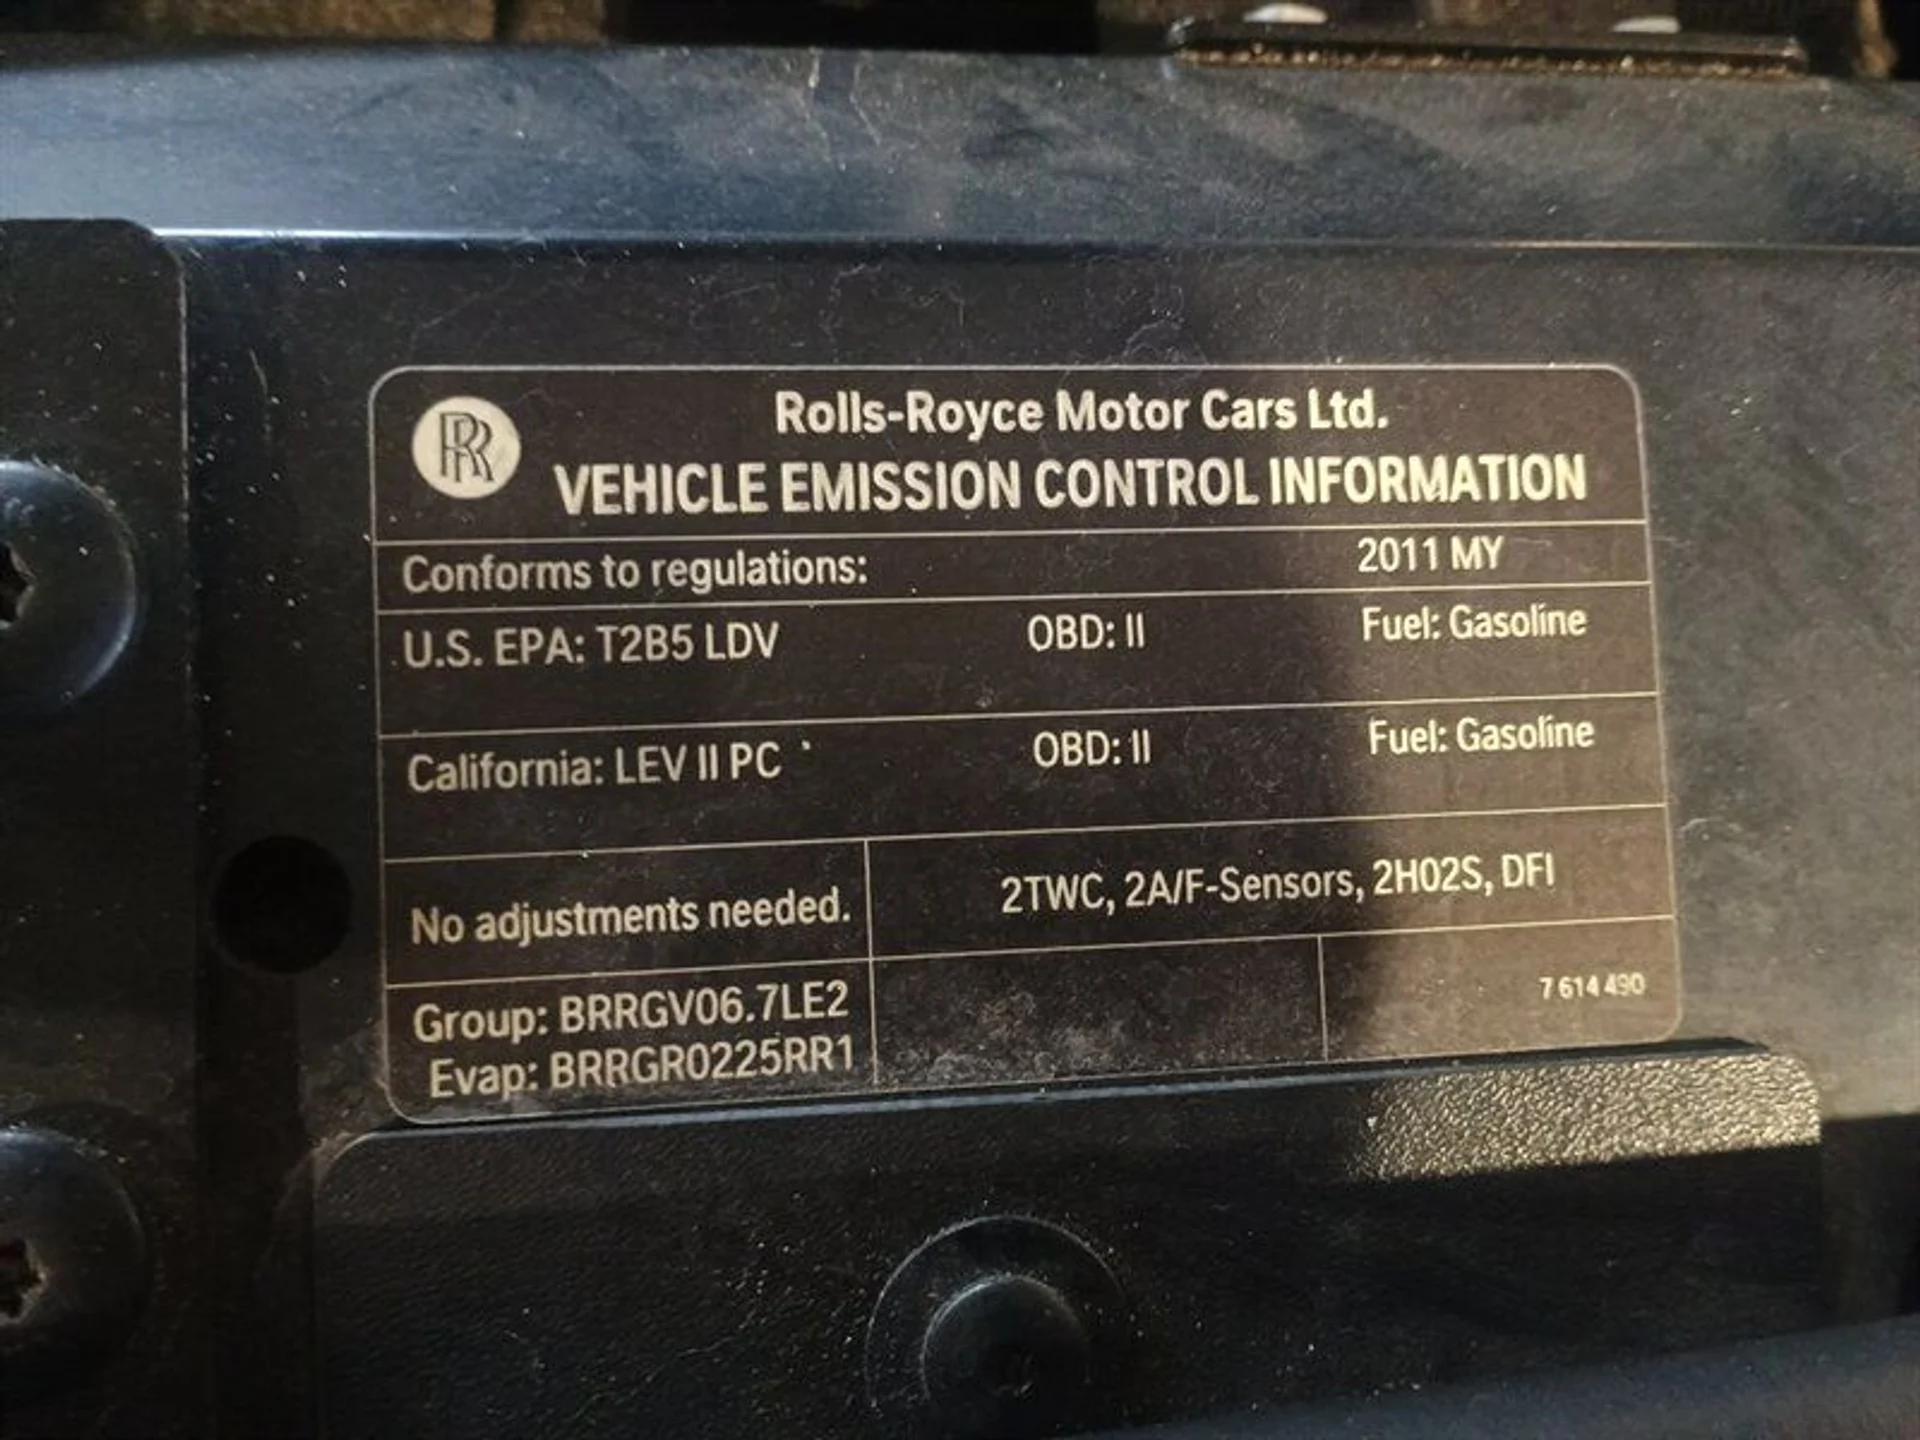 RR
Rolls-Royce Motor Cars Ltd.
VEHICLE EMISSION CONTROL INFORMATION
Conforms to regulations: 2011 MY
U.S. EPA: T2B5 LDV OBD: II Fuel: Gasoline
California: LEV II PC OBD: II Fuel: Gasoline
No adjustments needed. 2TWC, 2A/F-Sensors, 2H02S, DFI
Group: BRRGV06.7LE2 7 614 490
Evap: BRRGR0225RR1